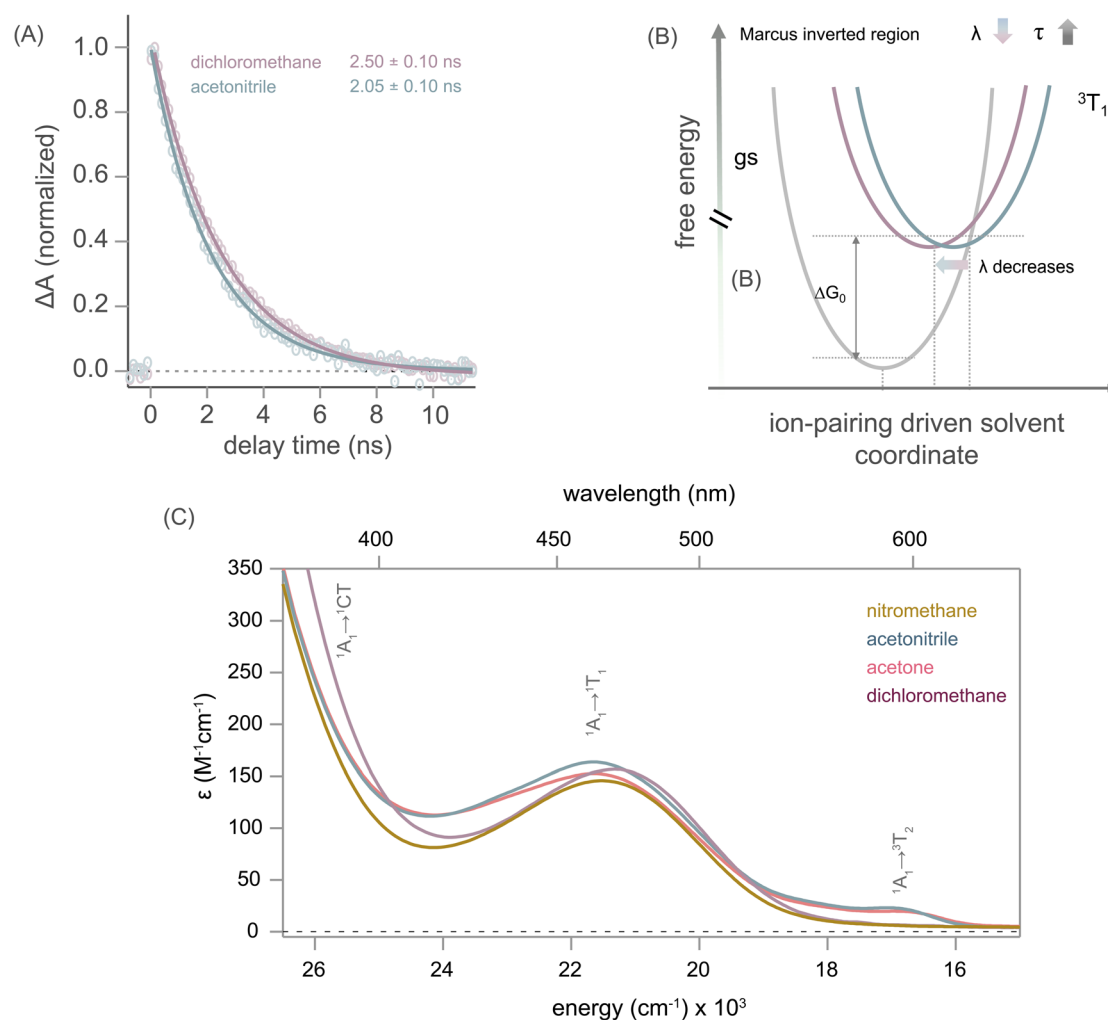 (A)
1.0
0.8
0.6
0.4
0.2
0.0
ΔA (normalized)
dichloromethane 2.50 ± 0.10 ns
acetonitrile 2.05 ± 0.10 ns
0 2 4 6 8 10
delay time (ns)
(B)
Marcus inverted region
λ τ
³T₁
gs
free energy
(B)
ΔG₀
λ decreases
ion-pairing driven solvent
coordinate
(C)
wavelength (nm)
400 450 500 600
350
300
250
200
150
100
50
0
ε (M⁻¹cm⁻¹)
¹A₁→¹CT
¹A₁→¹T₁
¹A₁→³T₂
nitromethane
acetonitrile
acetone
dichloromethane
26 24 22 20 18 16
energy (cm⁻¹) x 10³